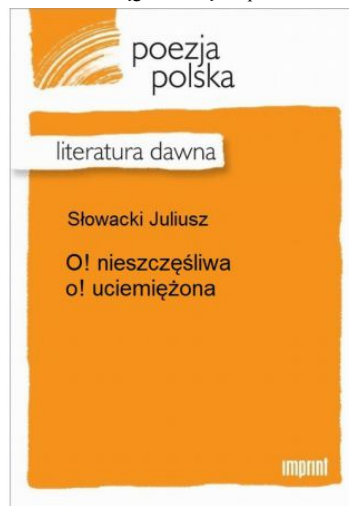 poezja
polska
literatura dawna
Słowacki Juliusz
O! nieszczęśliwa
o! uciemiężona
imprint